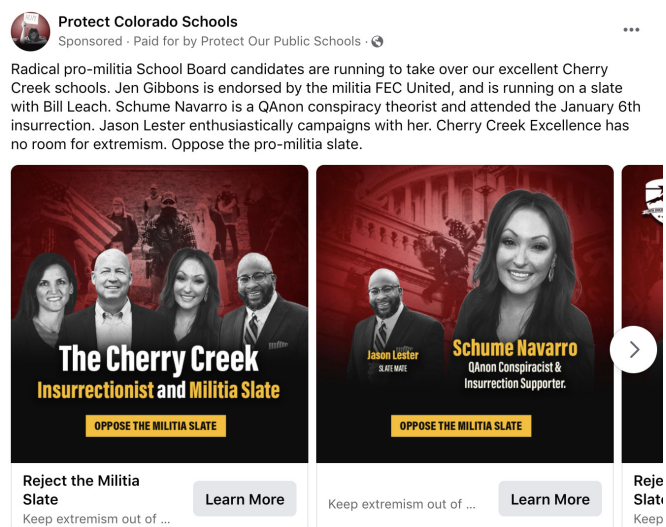 Protect Colorado Schools
Sponsored · Paid for by Protect Our Public Schools ·
Radical pro-militia School Board candidates are running to take over our excellent Cherry
Creek schools. Jen Gibbons is endorsed by the militia FEC United, and is running on a slate
with Bill Leach. Schume Navarro is a QAnon conspiracy theorist and attended the January 6th
insurrection. Jason Lester enthusiastically campaigns with her. Cherry Creek Excellence has
no room for extremism. Oppose the pro-militia slate.
The Cherry Creek
Insurrectionist and Militia Slate
OPPOSE THE MILITIA SLATE
Jason Lester
SLATE MATE
Schume Navarro
QAnon Conspiracist &
Insurrection Supporter.
OPPOSE THE MILITIA SLATE
Reject the Militia
Slate
Keep extremism out of ...
Learn More
Keep extremism out of ...
Learn More
Reje
Slate
Keep